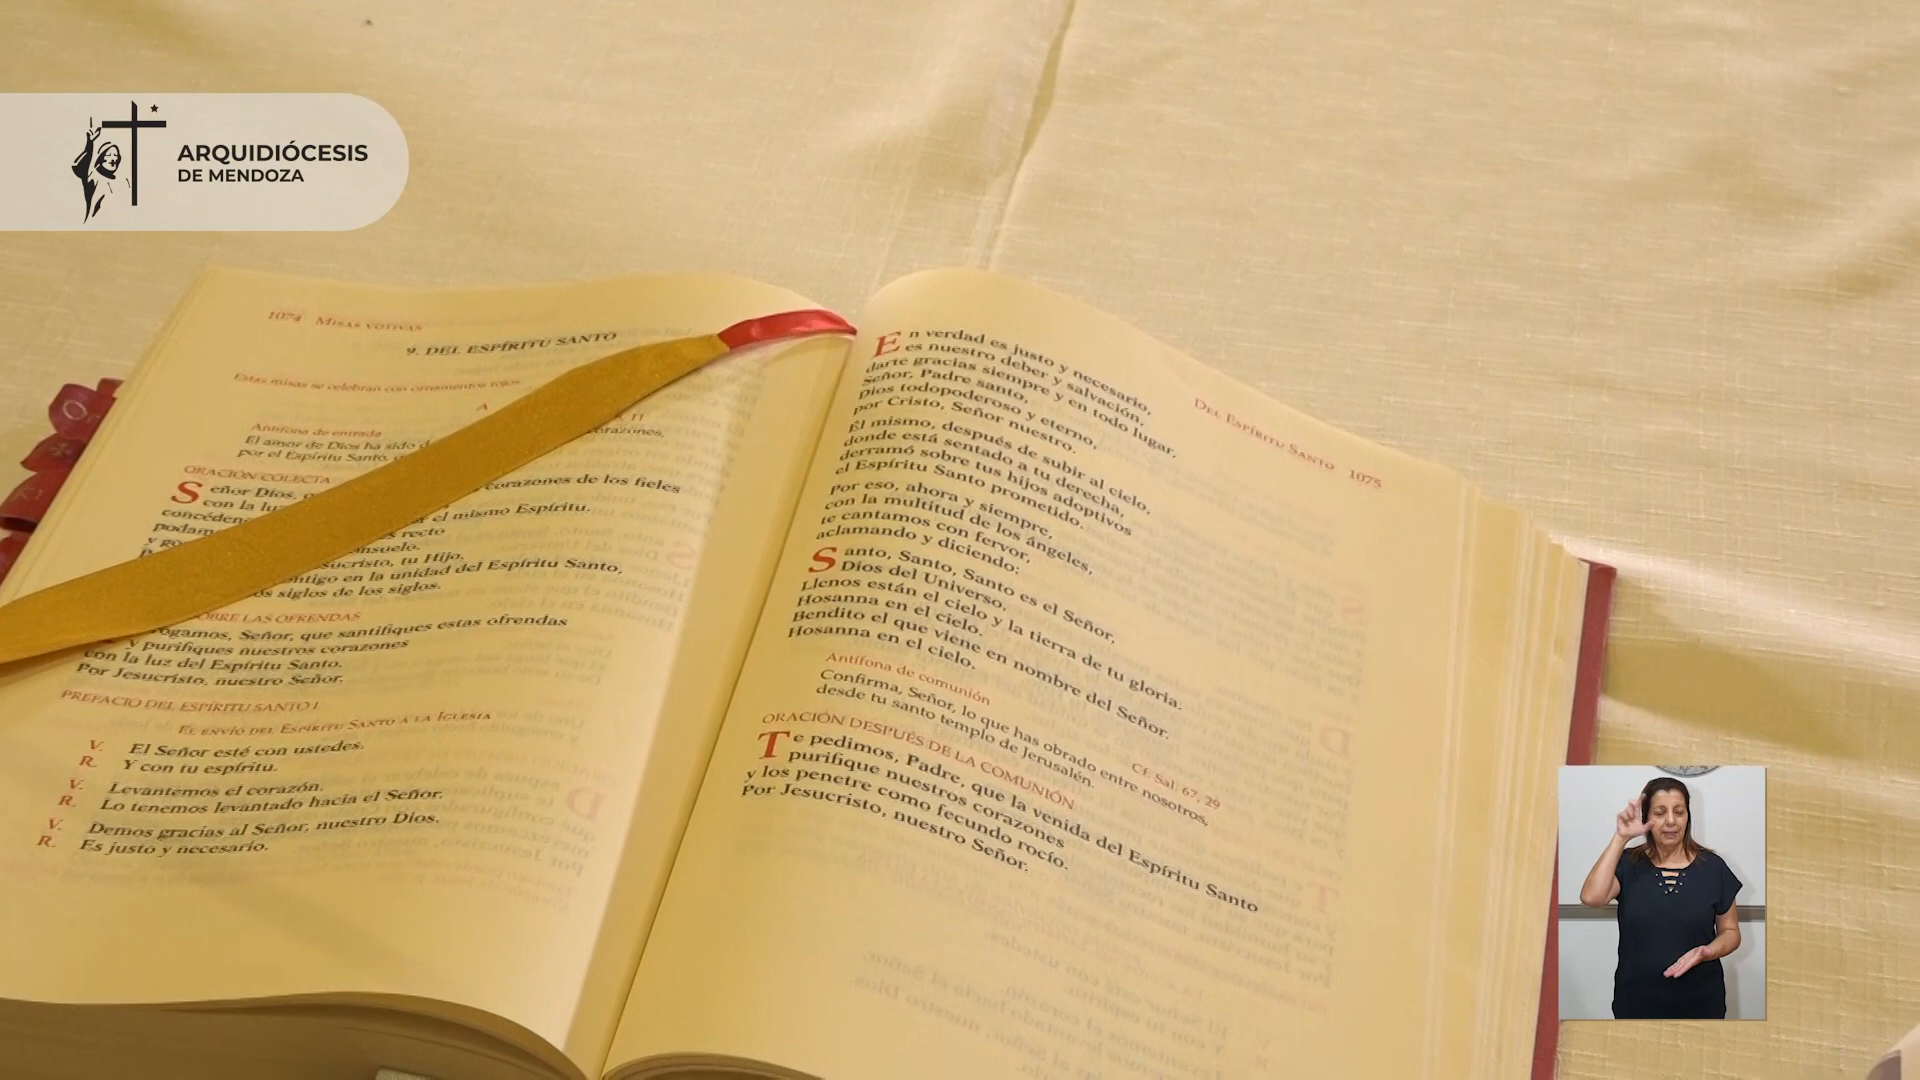 ARQUIDIÓCESIS
DE MENDOZA
1074 MISAS VOTIVAS
9. DEL ESPÍRITU SANTO
Estas misas se celebran con ornamentos rojos.
A
11
Antífona de entrada
El amor de Dios ha sido corazones,
por el Espíritu Santo,
ORACIÓN COLECTA
Señor Dios, corazones de los fieles
con la luz el mismo Espíritu.
recto
y
Jesucristo, tu Hijo,
en la unidad del Espíritu Santo,
los siglos de los siglos.
SOBRE LAS OFRENDAS
Señor, que santifiques estas ofrendas
y purifiques nuestros corazones
con la luz del Espíritu Santo.
Por Jesucristo, nuestro Señor.
PREFACIO DEL ESPÍRITU SANTO I
EL ENVÍO DEL ESPÍRITU SANTO A LA IGLESIA
V. El Señor esté con ustedes.
R. Y con tu espíritu.
V. Levantemos el corazón.
R. Lo tenemos levantado hacia el Señor.
V. Demos gracias al Señor, nuestro Dios.
R. Es justo y necesario.
DEL ESPÍRITU SANTO 1075
En verdad es justo y necesario,
es nuestro deber y salvación,
darte gracias siempre y en todo lugar,
Señor, Padre santo,
Dios todopoderoso y eterno,
por Cristo, Señor nuestro.
Él mismo, después de subir al cielo,
donde está sentado a tu derecha,
derramó sobre tus hijos adoptivos
el Espíritu Santo prometido.
Por eso, ahora y siempre,
con la multitud de los ángeles,
te cantamos con fervor,
aclamando y diciendo:
Santo, Santo, Santo es el Señor,
Dios del Universo.
Llenos están el cielo y la tierra de tu gloria.
Hosanna en el cielo.
Bendito el que viene en nombre del Señor.
Hosanna en el cielo.
Antífona de comunión Cf. Sal. 67, 29
Confirma, Señor, lo que has obrado entre nosotros,
desde tu santo templo de Jerusalén.
ORACIÓN DESPUÉS DE LA COMUNIÓN
Te pedimos, Padre, que la venida del Espíritu Santo
purifique nuestros corazones
y los penetre como fecundo rocío.
Por Jesucristo, nuestro Señor.